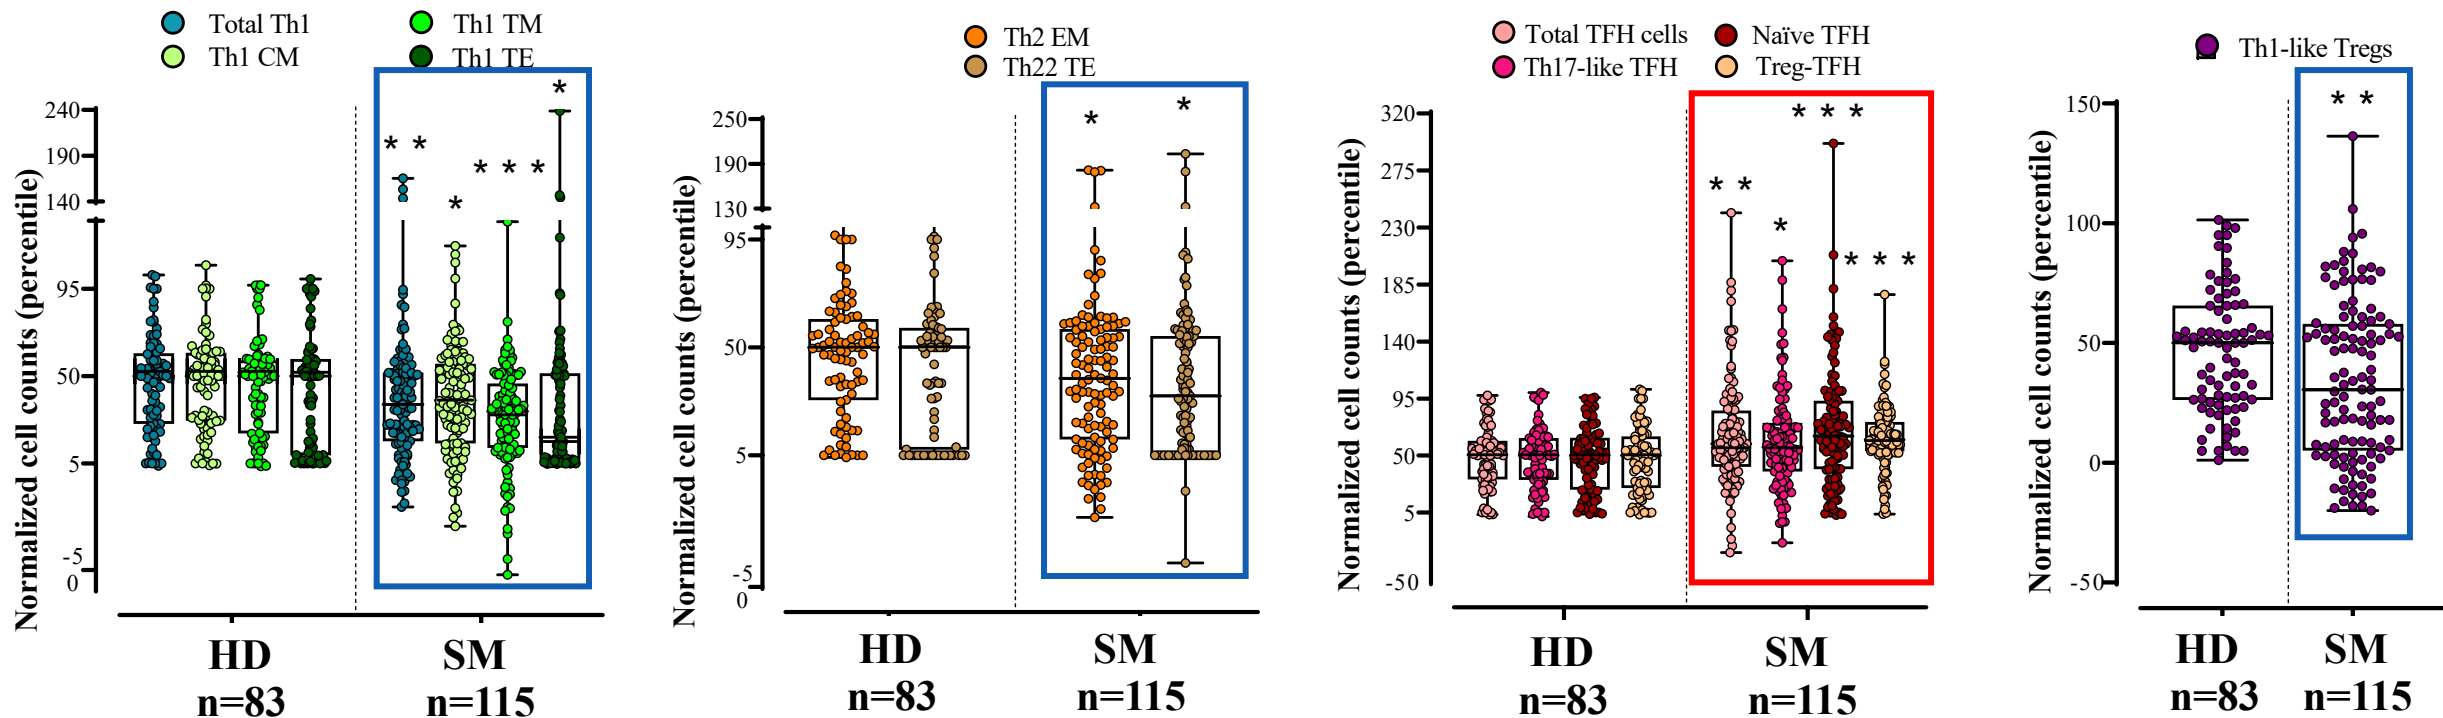 Total Th1
Th1 TM
Th1 CM
Th1 TE
Normalized cell counts (percentile)
240
190
140
95
50
5
-5
0
* *
*
* * *
*
HD
SM
n=83
n=115
Th2 EM
Th22 TE
Normalized cell counts (percentile)
250
190
130
95
50
5
-5
0
*
*
HD
SM
n=83
n=115
Total TFH cells
Naïve TFH
Th17-like TFH
Treg-TFH
Normalized cell counts (percentile)
320
275
230
185
140
95
50
5
-50
* *
*
* * *
* * *
HD
SM
n=83
n=115
Th1-like Tregs
Normalized cell counts (percentile)
150
100
50
0
-50
* *
HD
SM
n=83
n=115